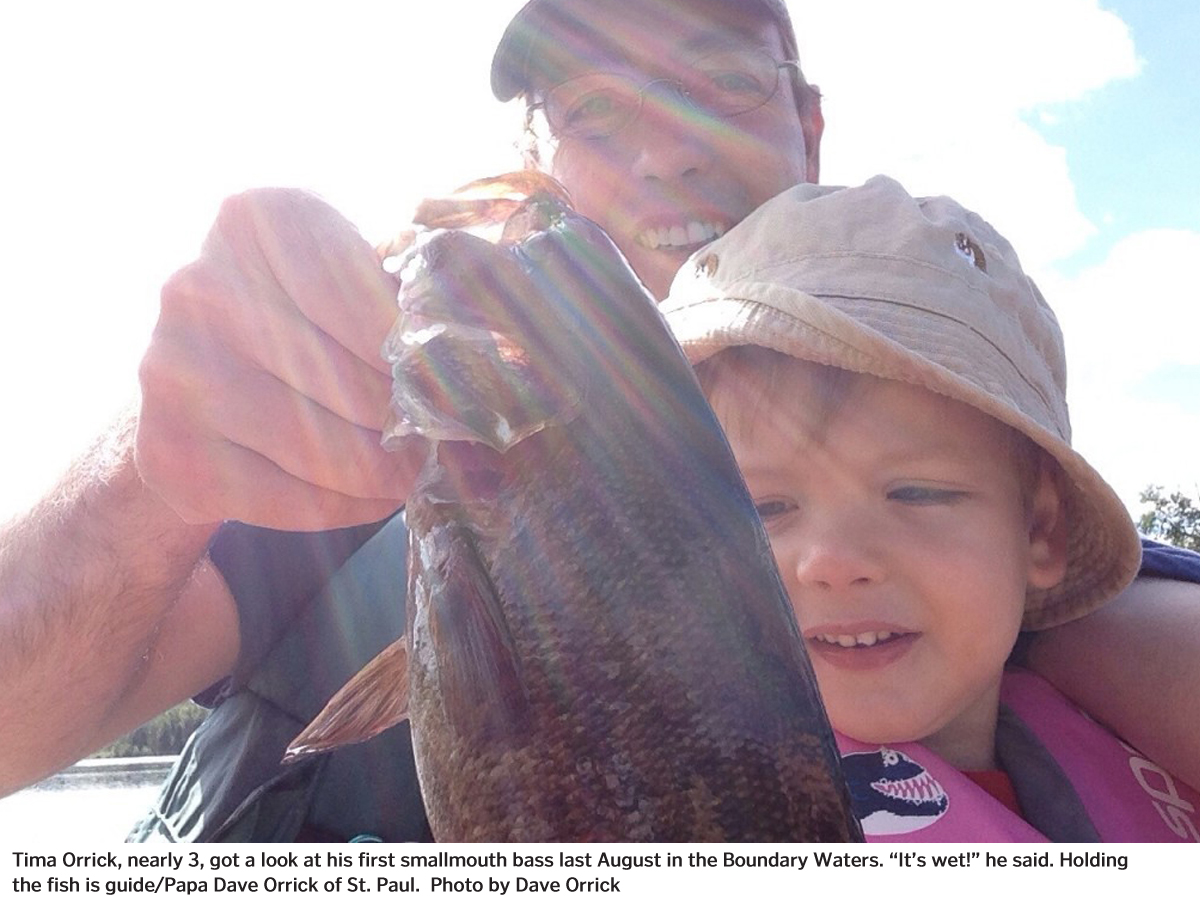 SPO
Tima Orrick, nearly 3, got a look at his first smallmouth bass last August in the Boundary Waters. “It’s wet!” he said. Holding
the fish is guide/Papa Dave Orrick of St. Paul.  Photo by Dave Orrick